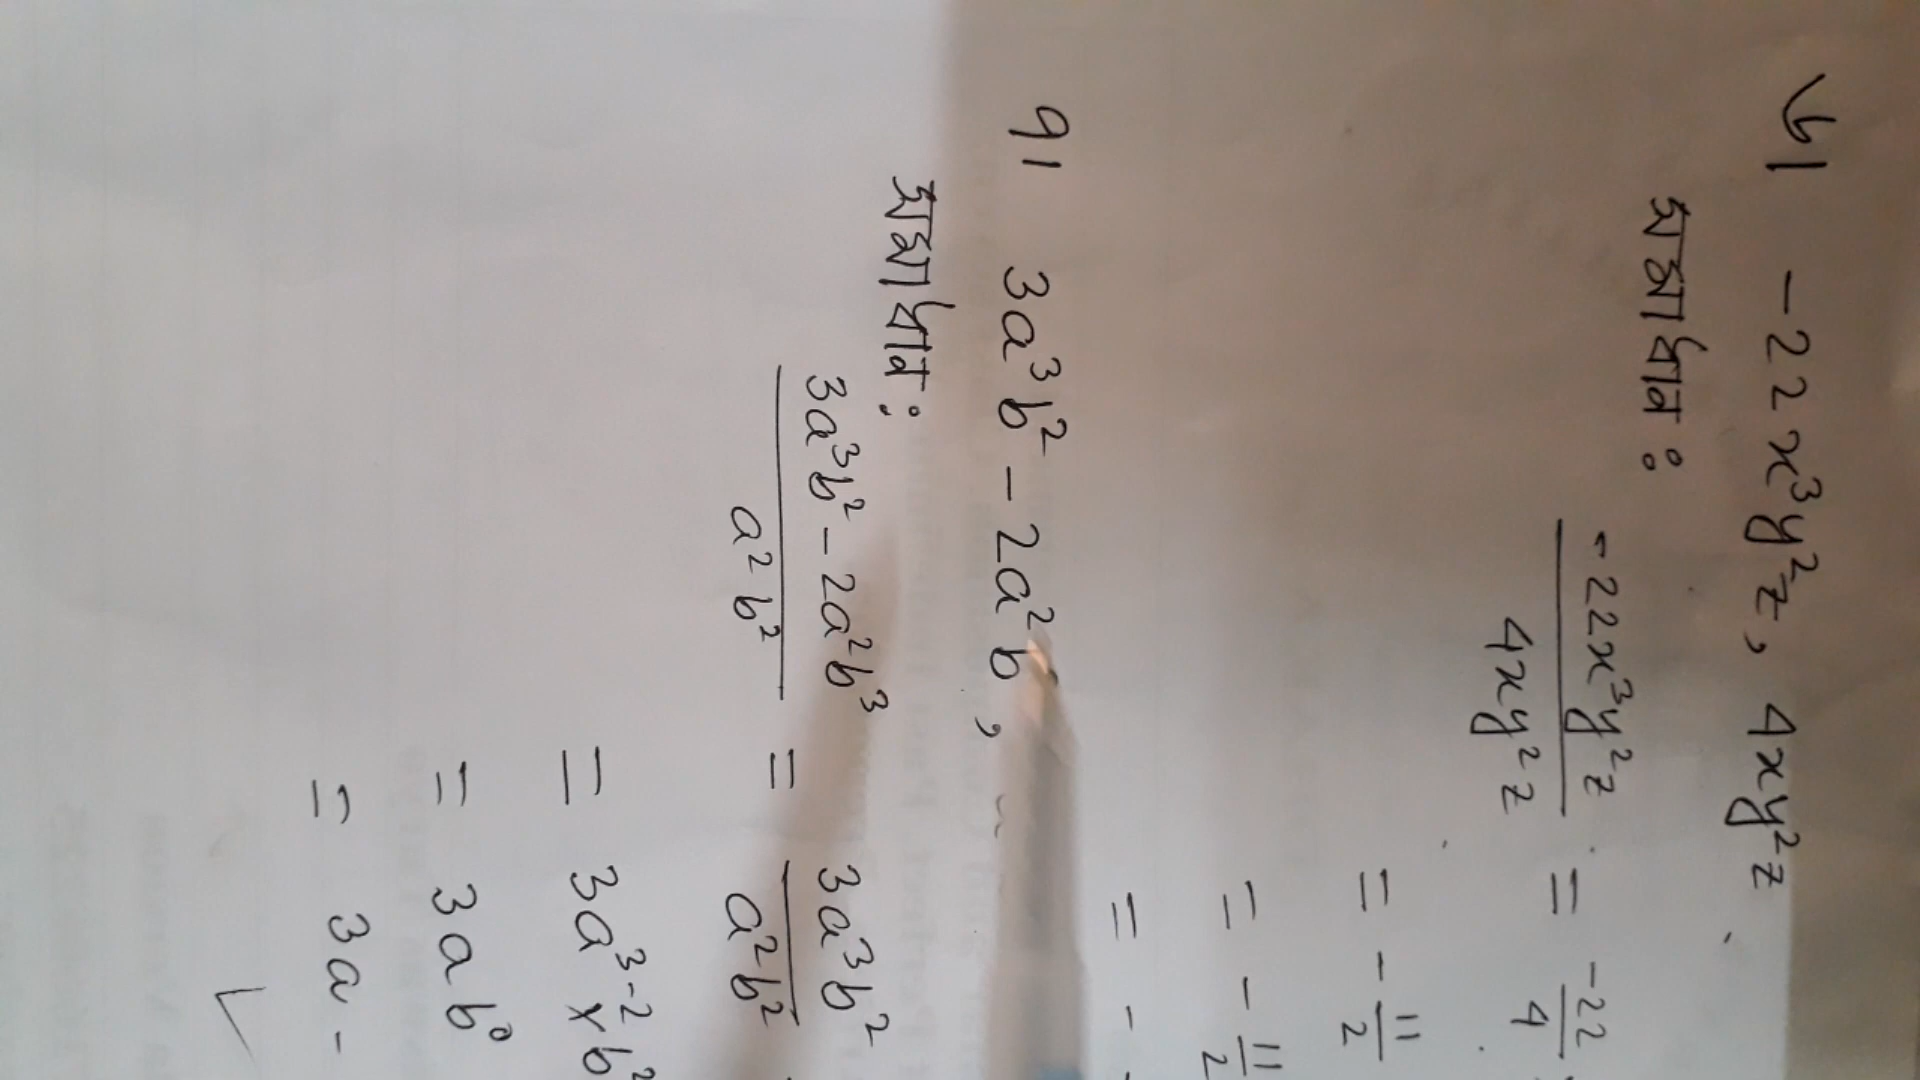 ৬। -22x³y²z, 4xy²z
সমাধান :
-22x³y²z / 4xy²z = -22 / 4
= - 11/2
= - 11/2
= -
৭। 3a³b² - 2a²b,
সমাধান :
3a³b² - 2a²b³ / a²b² = 3a³b² / a²b²
= 3a³⁻² × b²
= 3ab⁰
= 3a -